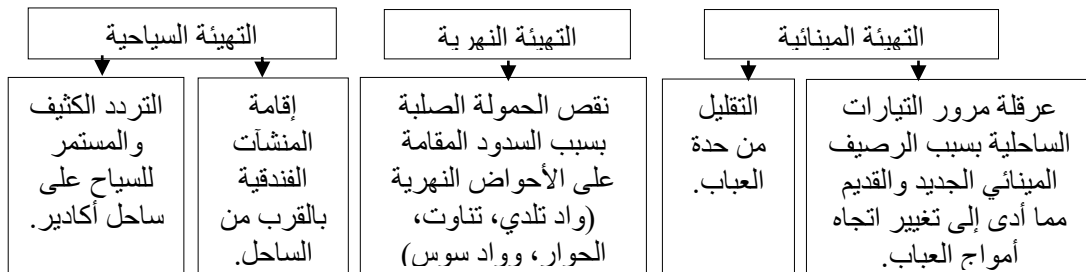 التهيئة المينائية
عرقلة مرور التيارات
الساحلية بسبب الرصيف
المينائي الجديد والقديم
مما أدى إلى تغيير اتجاه
أمواج العباب.
التقليل
من حدة
العباب.
التهيئة النهرية
نقص الحمولة الصلبة
بسبب السدود المقامة
على الأحواض النهرية
(واد تلدي، تناوت،
الحوار، وواد سوس)
التهيئة السياحية
إقامة
المنشآت
الفندقية
بالقرب من
الساحل.
التردد الكثيف
والمستمر
للسياح على
ساحل أكادير.